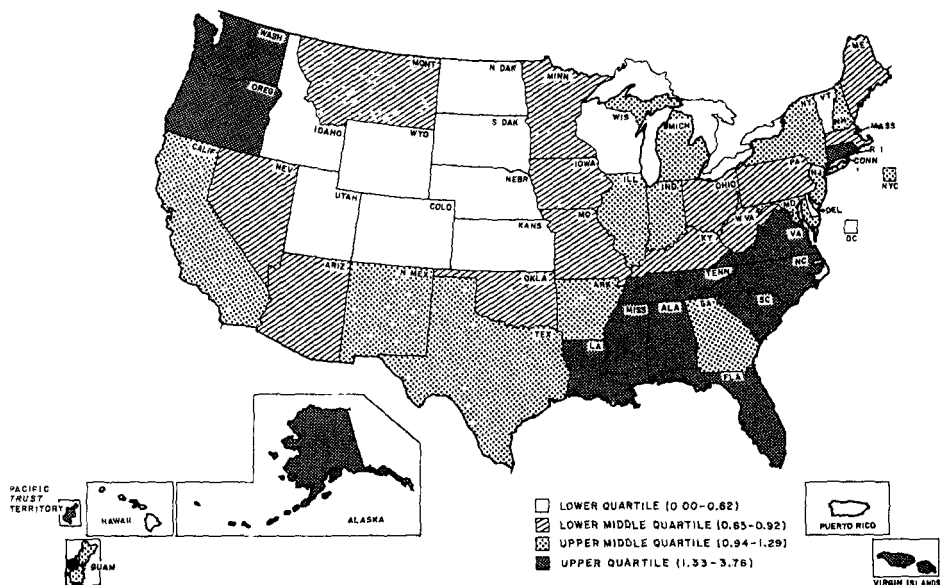 WASH
MONT
N DAK
MINN
ME
OREG
IDAHO
WYO
S DAK
WIS
MICH
NY
VT
NH
MASS
R I
CONN
NYC
CALIF
NEV
UTAH
COLO
NEBR
IOWA
ILL
IND
OHIO
PA
NJ
MD
DEL
DC
KANS
MO
KY
W VA
VA
ARIZ
N MEX
OKLA
ARK
TENN
NC
TEX
LA
MISS
ALA
GA
SC
FLA
PACIFIC
TRUST
TERRITORY
HAWAII
ALASKA
GUAM
LOWER QUARTILE (0 00-0.62)
LOWER MIDDLE QUARTILE (0.65-0.92)
UPPER MIDDLE QUARTILE (0.94-1.29)
UPPER QUARTILE (1.33-3.76)
PUERTO RICO
VIRGIN ISLANDS